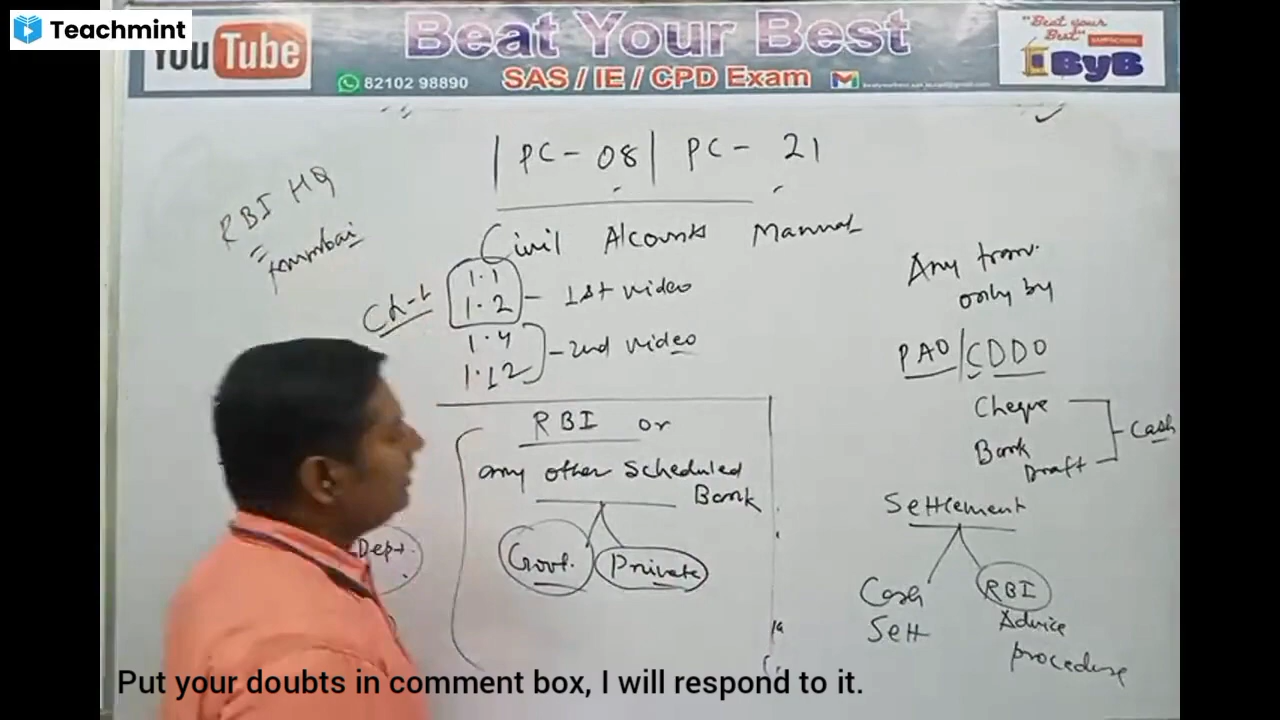 Teachmint
You Tube
Beat Your Best
SAS / IE / CPD Exam
82102 98890
"Beat your Best"
ByB
PC - 08 | PC - 21
RBI HQ
Civil Accounts Manual
Ch-1
1.1
1.2 - 1st video
1.4
1.12 - 2nd video
RBI or
any other Scheduled
Bank
Govt. Private
Dept.
Any tran.
only by
PAO/CDDO
Cheque
Bank
Draft
Cash
Settlement
Cash
Sett
RBI
Advice
procedure
Put your doubts in comment box, I will respond to it.